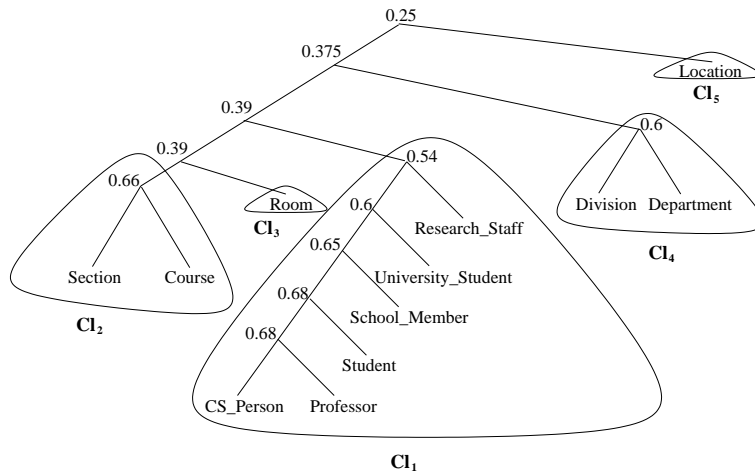 0.25
0.375
Location
Cl5
0.39
0.6
0.39
0.54
0.66
Division
Department
Room
Cl3
0.6
Research_Staff
Cl4
0.65
University_Student
Section
Course
0.68
School_Member
Cl2
0.68
Student
CS_Person
Professor
Cl1